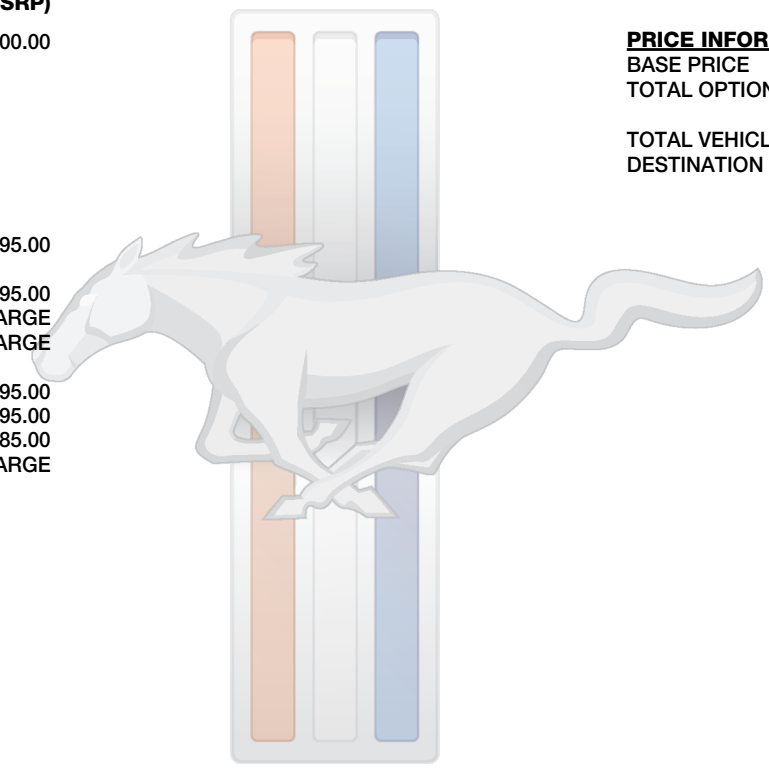 SRP)
00.00
95.00
95.00
ARGE
ARGE
95.00
95.00
85.00
ARGE
PRICE INFOR
BASE PRICE
TOTAL OPTION
TOTAL VEHICL
DESTINATION